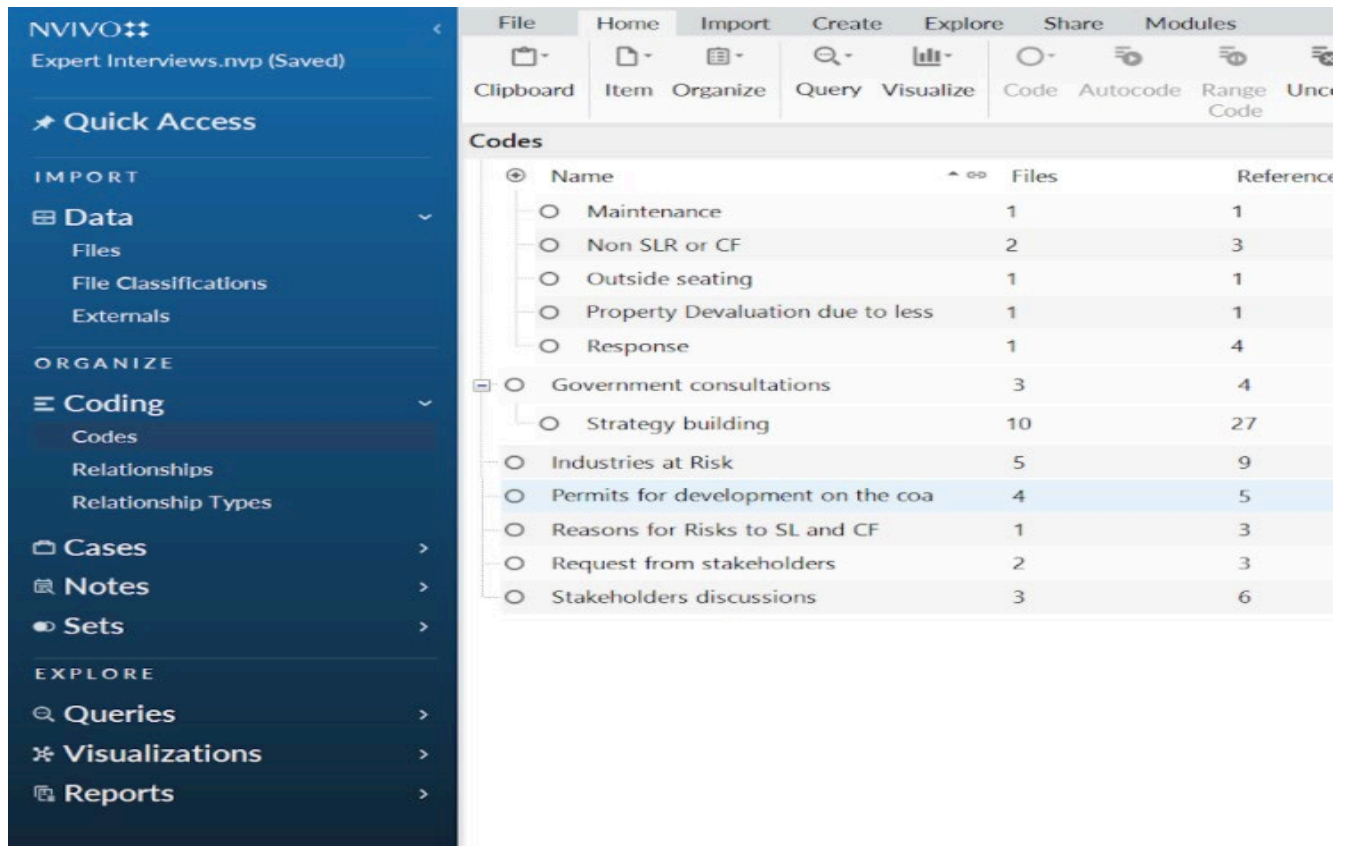 NVIVO
Expert Interviews.nvp (Saved)
Quick Access
IMPORT
Data
Files
File Classifications
Externals
ORGANIZE
Coding
Codes
Relationships
Relationship Types
Cases
Notes
Sets
EXPLORE
Queries
Visualizations
Reports
File Home Import Create Explore Share Modules
Clipboard Item Organize Query Visualize Code Autocode Range Code Unco
Codes
Name Files Reference
Maintenance 1 1
Non SLR or CF 2 3
Outside seating 1 1
Property Devaluation due to less 1 1
Response 1 4
Government consultations 3 4
Strategy building 10 27
Industries at Risk 5 9
Permits for development on the coa 4 5
Reasons for Risks to SL and CF 1 3
Request from stakeholders 2 3
Stakeholders discussions 3 6